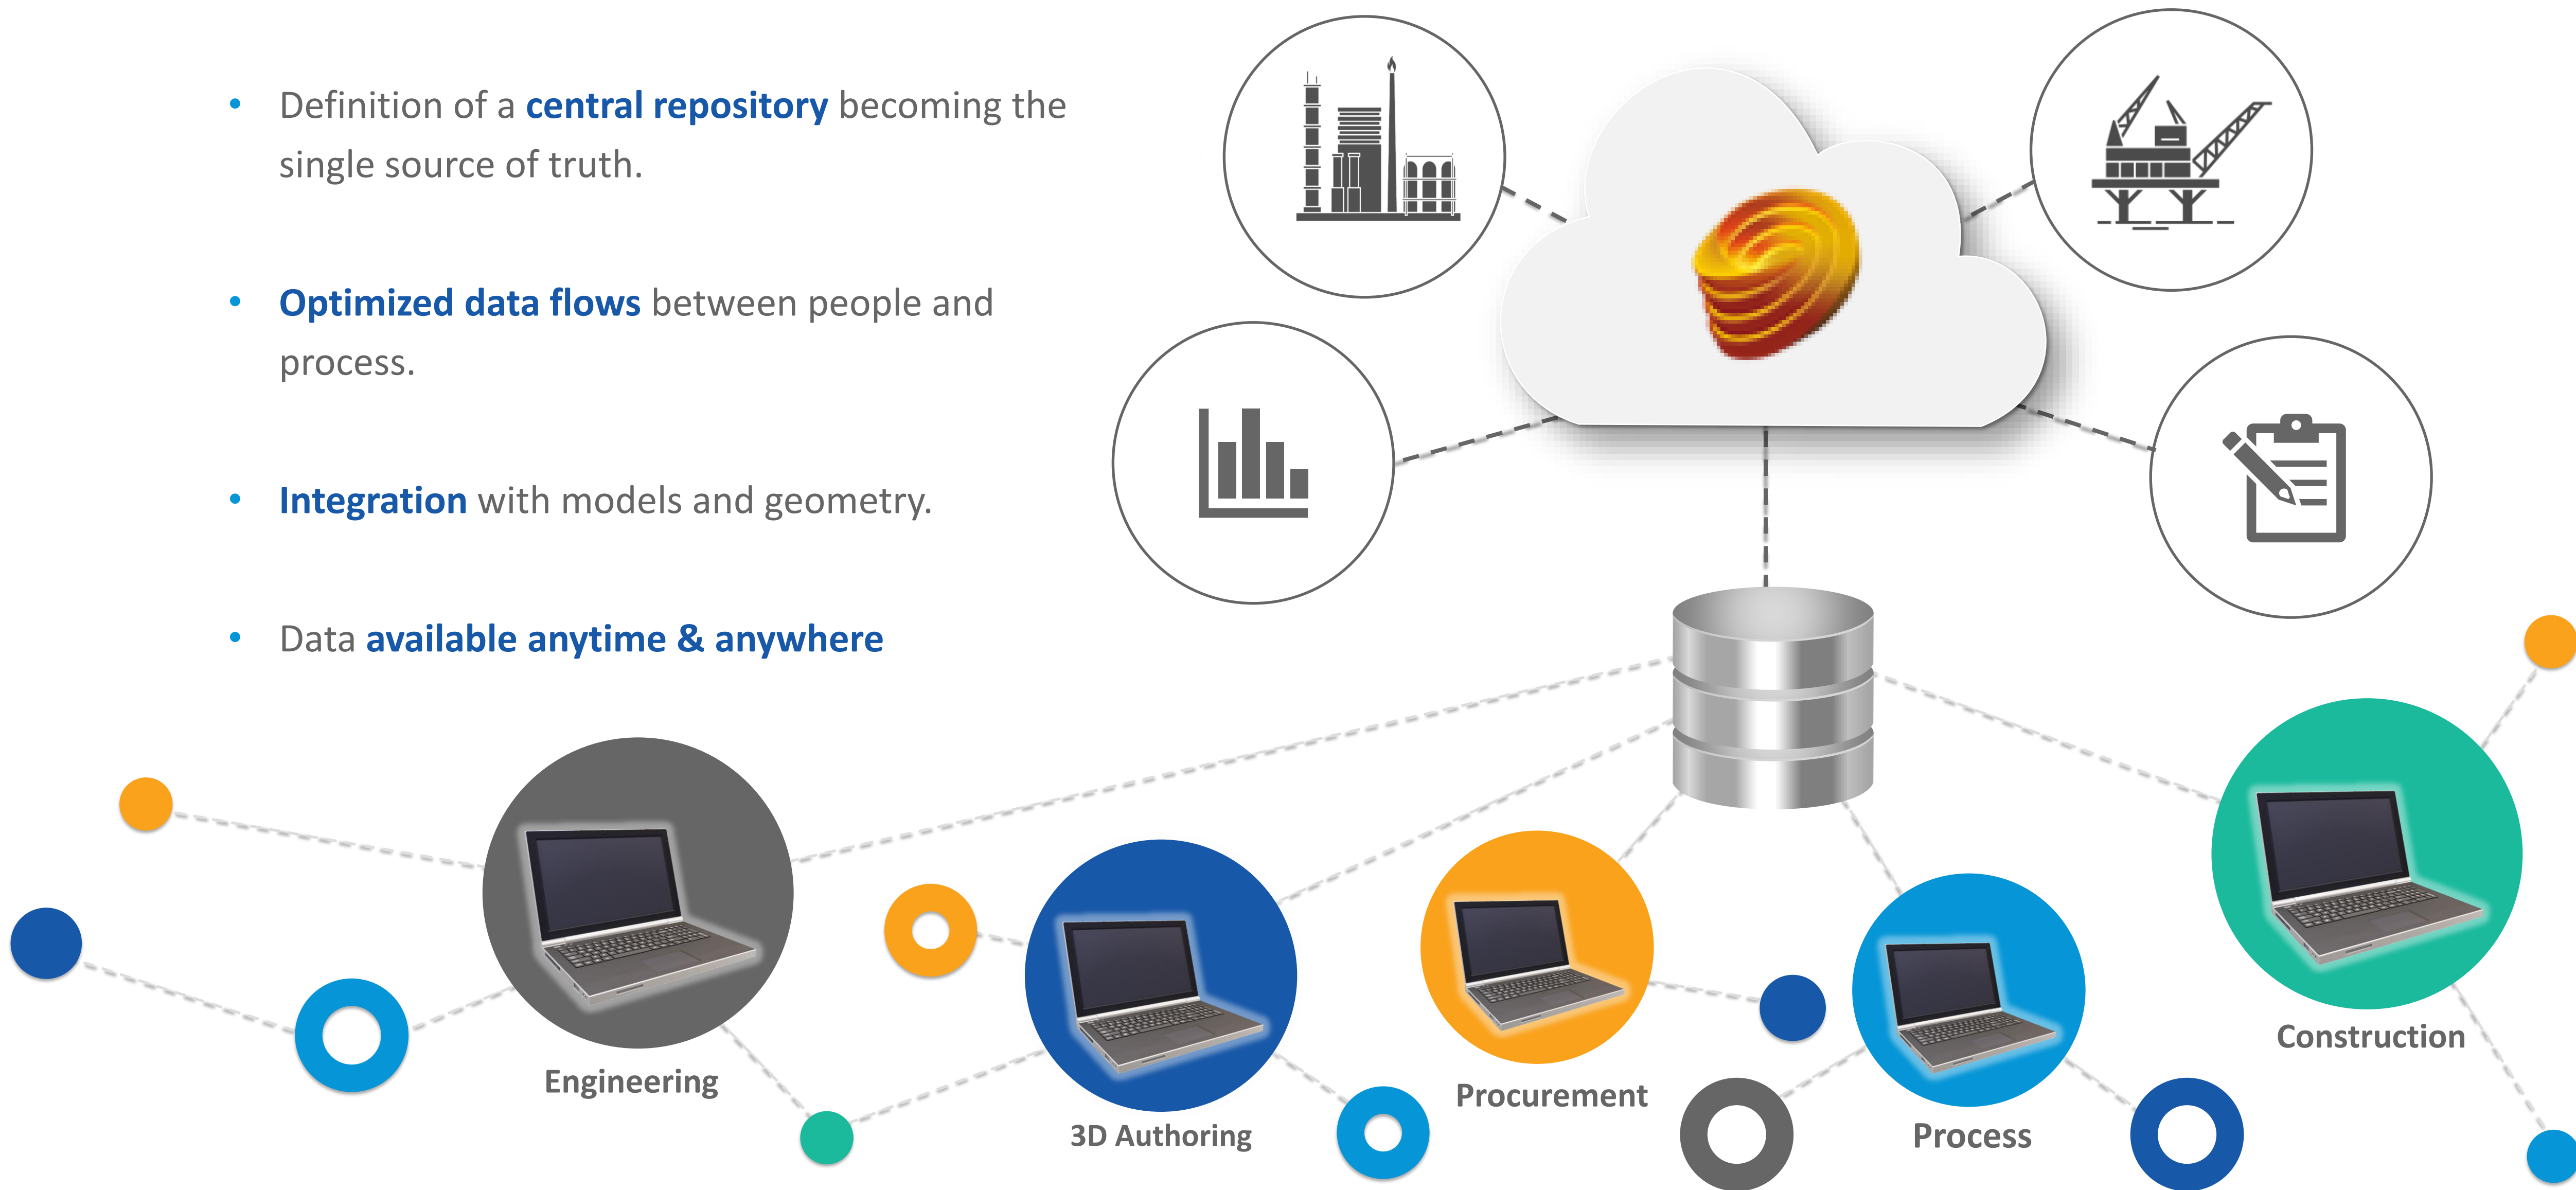 • Definition of a central repository becoming the
single source of truth.
• Optimized data flows between people and
process.
• Integration with models and geometry.
• Data available anytime & anywhere
Engineering
3D Authoring
Procurement
Process
Construction